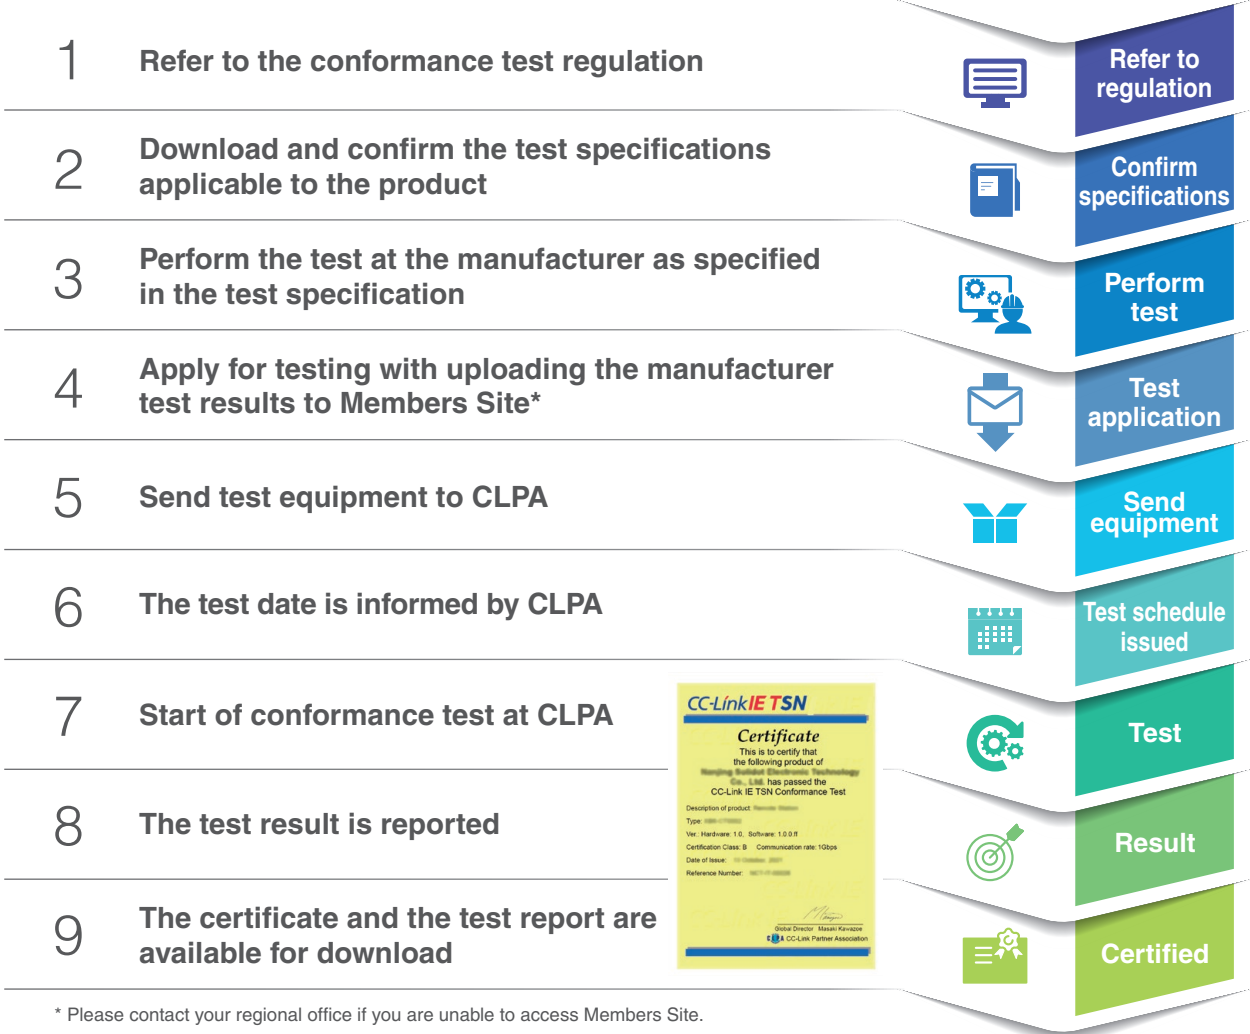 1
Refer to the conformance test regulation
Refer to
regulation
2
Download and confirm the test specifications
applicable to the product
Confirm
specifications
3
Perform the test at the manufacturer as specified
in the test specification
Perform
test
4
Apply for testing with uploading the manufacturer
test results to Members Site*
Test
application
5
Send test equipment to CLPA
Send
equipment
6
The test date is informed by CLPA
Test schedule
issued
7
Start of conformance test at CLPA
Test
8
The test result is reported
Result
9
The certificate and the test report are
available for download
Certified
CC-Link IE TSN
Certificate
This is to certify that
the following product of
has passed the
CC-Link IE TSN Conformance Test
Description of product:
Type:
Ver.: Hardware: 1.0, Software: 1.0.0.ff
Certification Class: B Communication rate: 1Gbps
Date of Issue:
Reference Number:
Global Director Masaki Kawazoe
CC-Link Partner Association
* Please contact your regional office if you are unable to access Members Site.